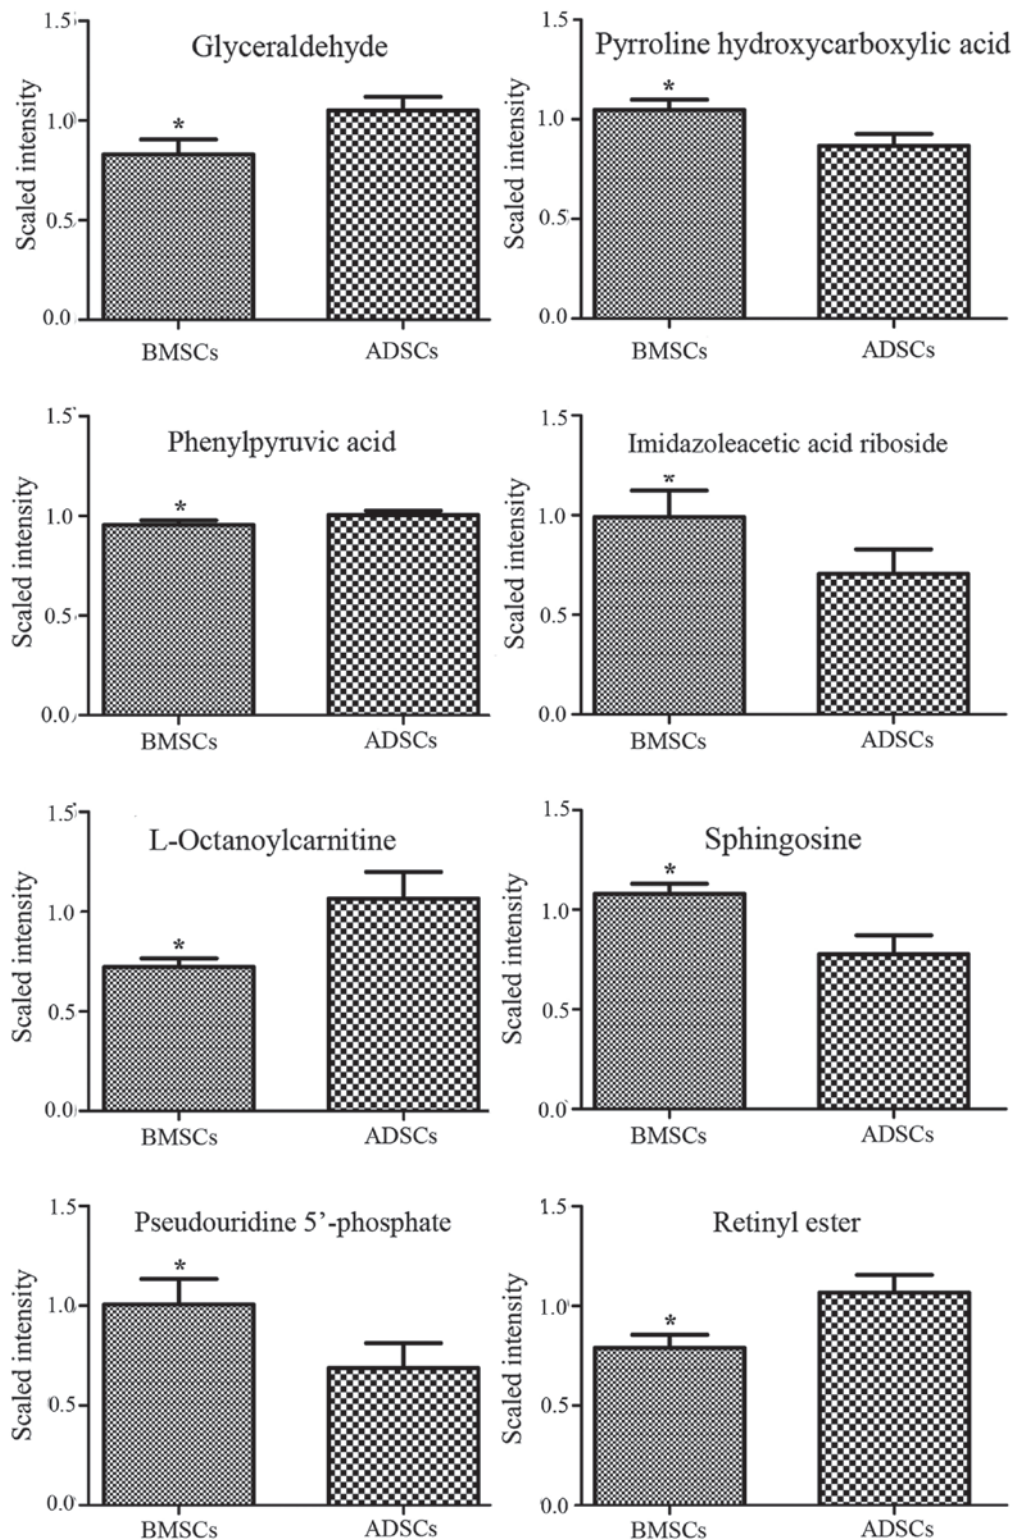 Glyceraldehyde
Scaled intensity
1.5
1.0
0.5
0.0
*
BMSCs ADSCs
Pyrroline hydroxycarboxylic acid
Scaled intensity
1.5
1.0
0.5
0.0
*
BMSCs ADSCs
Phenylpyruvic acid
Scaled intensity
1.5
1.0
0.5
0.0
*
BMSCs ADSCs
Imidazoleacetic acid riboside
Scaled intensity
1.5
1.0
0.5
0.0
*
BMSCs ADSCs
L-Octanoylcarnitine
Scaled intensity
1.5
1.0
0.5
0.0
*
BMSCs ADSCs
Sphingosine
Scaled intensity
1.5
1.0
0.5
0.0
*
BMSCs ADSCs
Pseudouridine 5’-phosphate
Scaled intensity
1.5
1.0
0.5
0.0
*
BMSCs ADSCs
Retinyl ester
Scaled intensity
1.5
1.0
0.5
0.0
*
BMSCs ADSCs